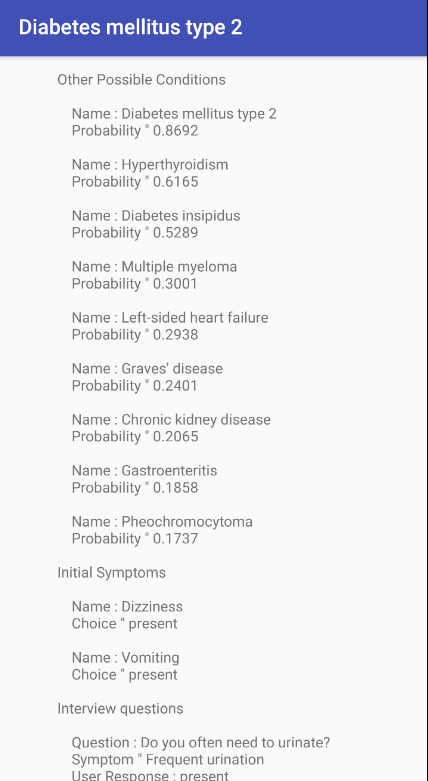 Diabetes mellitus type 2
Other Possible Conditions
Name : Diabetes mellitus type 2
Probability " 0.8692
Name : Hyperthyroidism
Probability " 0.6165
Name : Diabetes insipidus
Probability " 0.5289
Name : Multiple myeloma
Probability " 0.3001
Name : Left-sided heart failure
Probability " 0.2938
Name : Graves' disease
Probability " 0.2401
Name : Chronic kidney disease
Probability " 0.2065
Name : Gastroenteritis
Probability " 0.1858
Name : Pheochromocytoma
Probability " 0.1737
Initial Symptoms
Name : Dizziness
Choice " present
Name : Vomiting
Choice " present
Interview questions
Question : Do you often need to urinate?
Symptom " Frequent urination
User Response : present